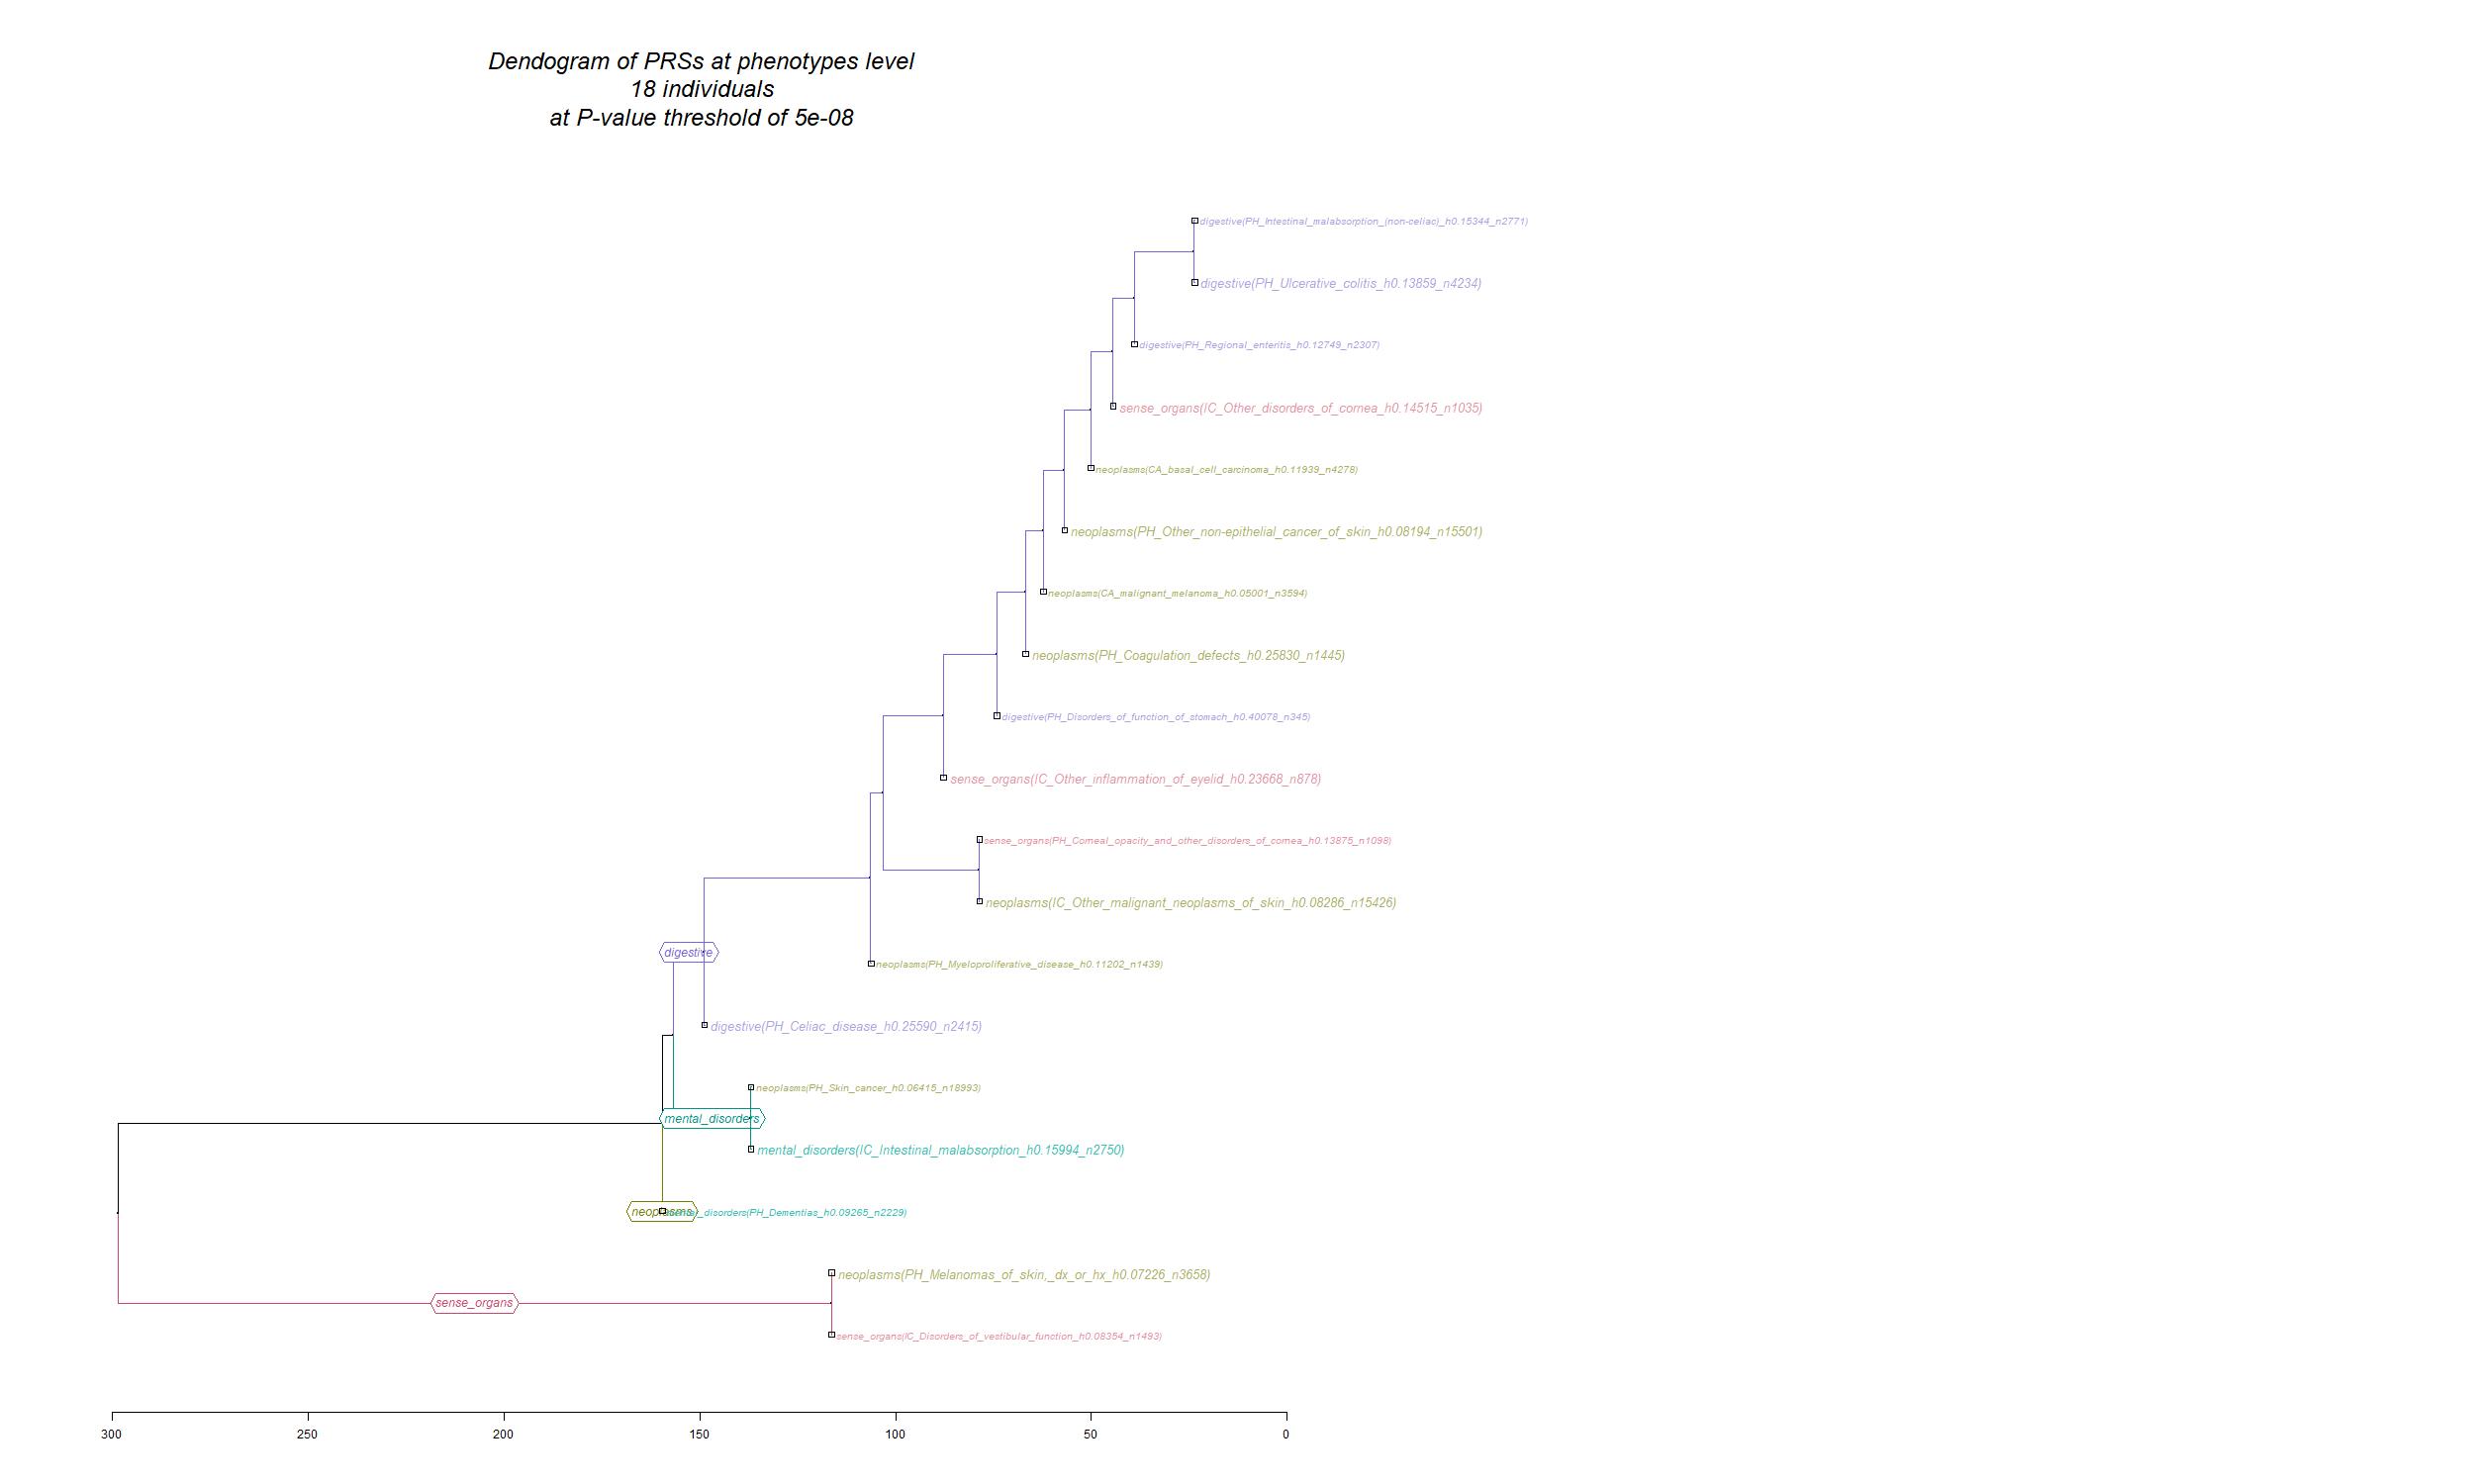 Dendogram of PRSs at phenotypes level
18 individuals
at P-value threshold of 5e-08
digestive(PH_Intestinal_malabsorption_(non-celiac)_h0.15344_n2771)
digestive(PH_Ulcerative_colitis_h0.13859_n4234)
digestive(PH_Regional_enteritis_h0.12749_n2307)
sense_organs(IC_Other_disorders_of_cornea_h0.14515_n1035)
neoplasms(CA_basal_cell_carcinoma_h0.11939_n4278)
neoplasms(PH_Other_non-epithelial_cancer_of_skin_h0.08194_n15501)
neoplasms(CA_malignant_melanoma_h0.05001_n3594)
neoplasms(PH_Coagulation_defects_h0.25830_n1445)
digestive(PH_Disorders_of_function_of_stomach_h0.40078_n345)
sense_organs(IC_Other_inflammation_of_eyelid_h0.23668_n878)
sense_organs(PH_Corneal_opacity_and_other_disorders_of_cornea_h0.13875_n1098)
neoplasms(IC_Other_malignant_neoplasms_of_skin_h0.08286_n15426)
digestive
neoplasms(PH_Myeloproliferative_disease_h0.11202_n1439)
digestive(PH_Celiac_disease_h0.25590_n2415)
neoplasms(PH_Skin_cancer_h0.06415_n18993)
mental_disorders
mental_disorders(IC_Intestinal_malabsorption_h0.15994_n2750)
neoplasms
mental_disorders(PH_Dementias_h0.09265_n2229)
neoplasms(PH_Melanomas_of_skin,_dx_or_hx_h0.07226_n3658)
sense_organs
sense_organs(IC_Disorders_of_vestibular_function_h0.08354_n1493)
300 250 200 150 100 50 0